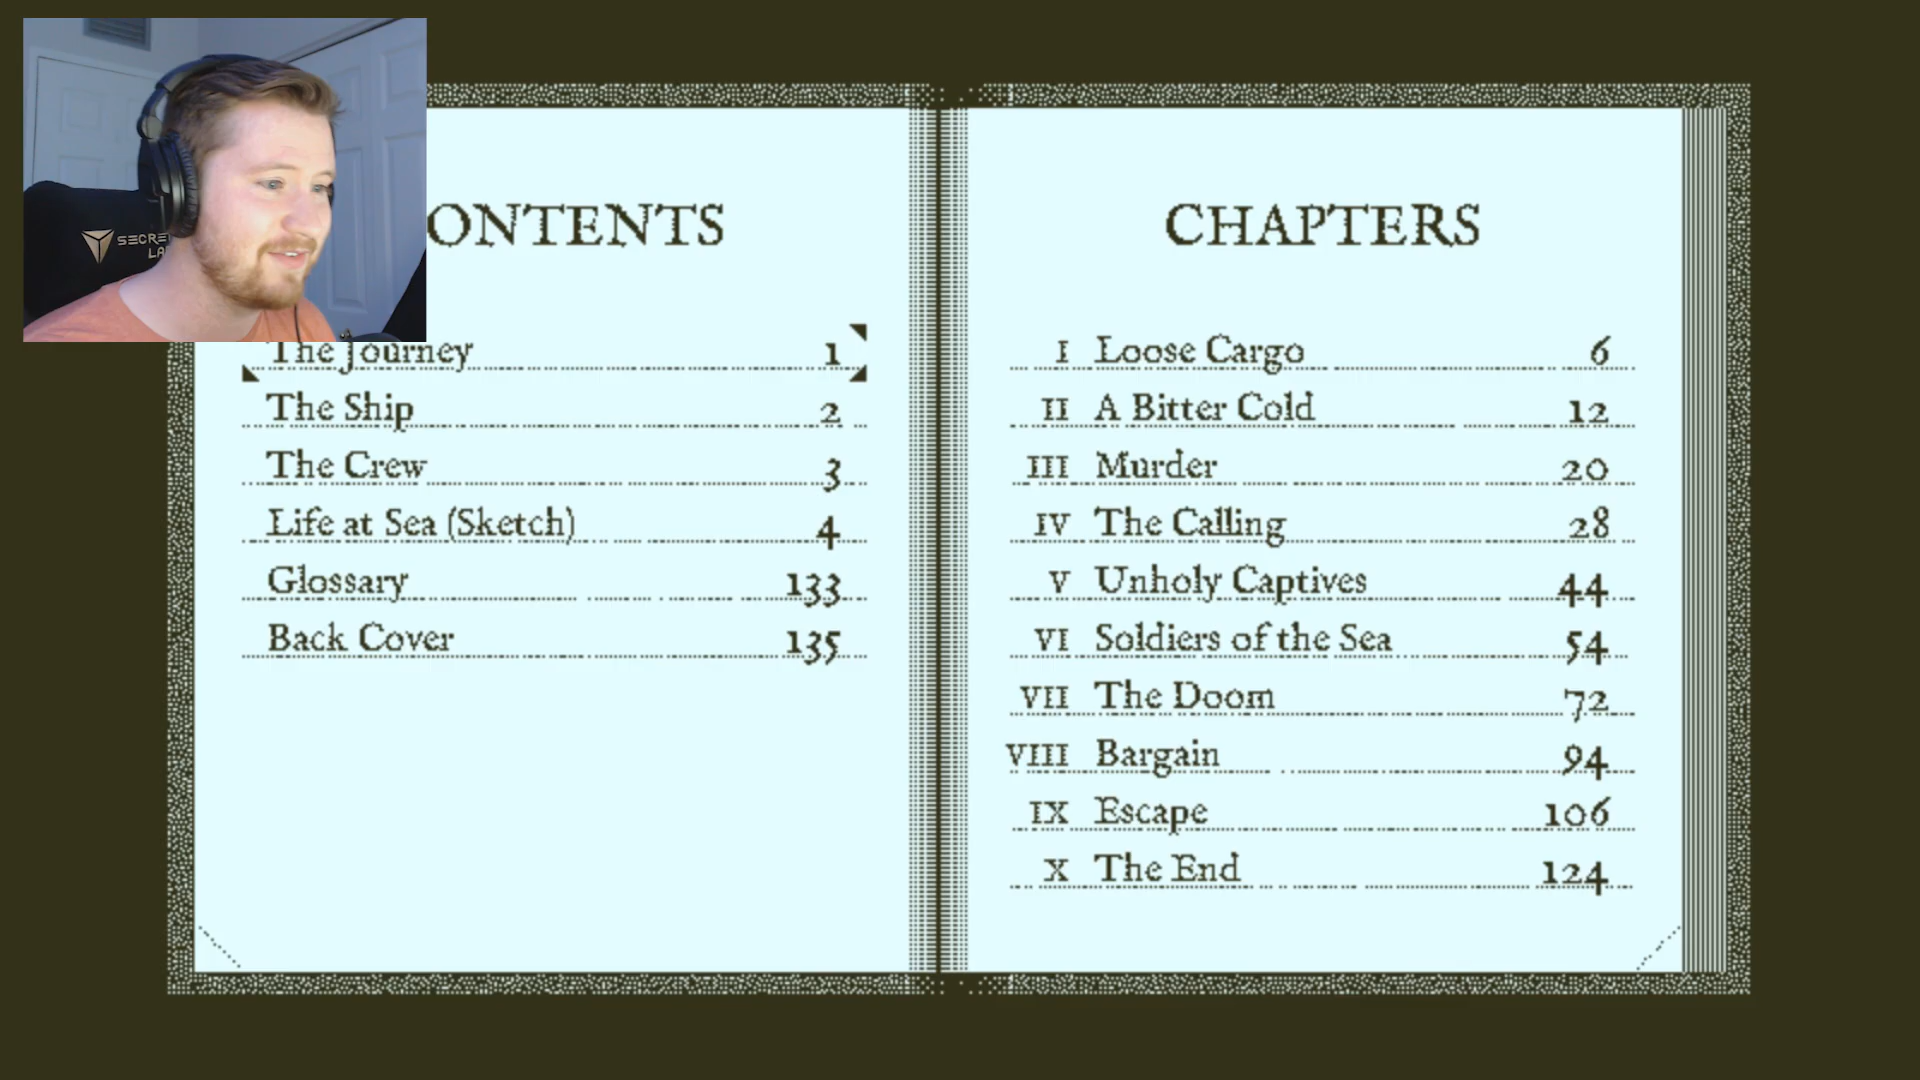 SECRE
LA
ONTENTS
The Journey 1
The Ship 2
The Crew 3
Life at Sea (Sketch) 4
Glossary 133
Back Cover 135
CHAPTERS
I Loose Cargo 6
II A Bitter Cold 12
III Murder 20
IV The Calling 28
V Unholy Captives 44
VI Soldiers of the Sea 54
VII The Doom 72
VIII Bargain 94
IX Escape 106
X The End 124